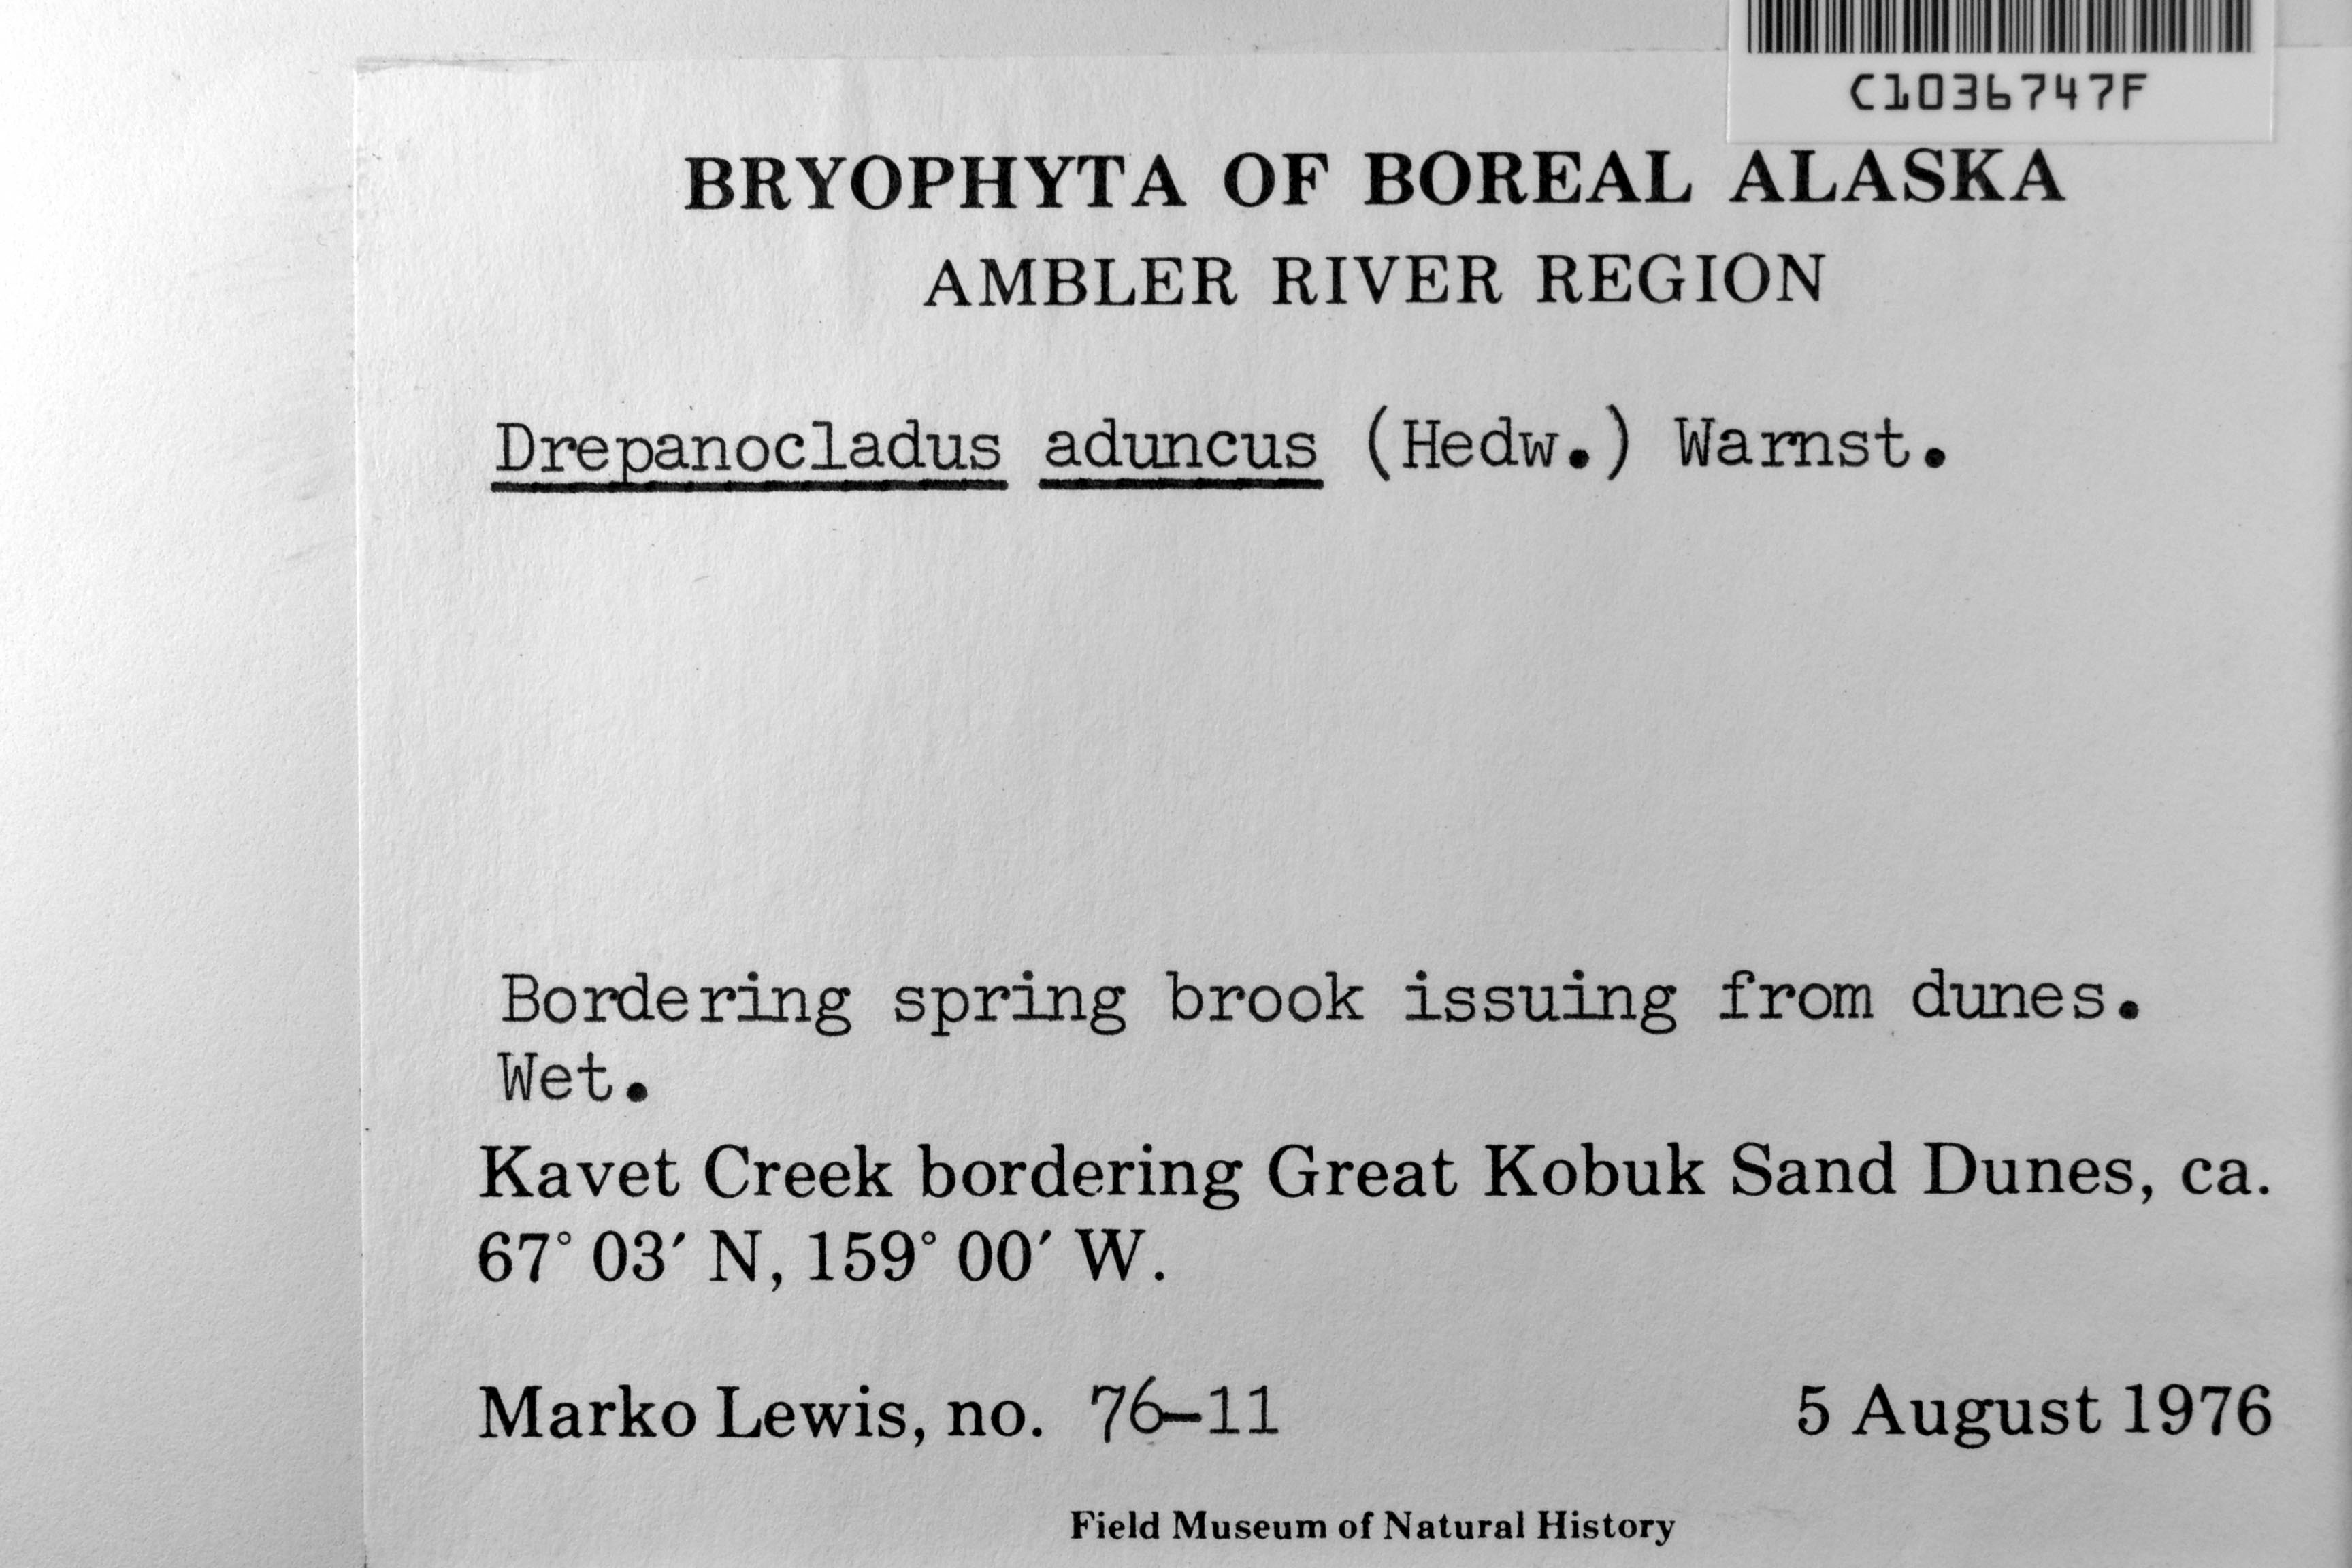 C1036747F
BRYOPHYTA OF BOREAL ALASKA
AMBLER RIVER REGION
Drepanocladus aduncus (Hedw.) Warnst.
Bordering spring brook issuing from dunes.
Wet.
Kavet Creek bordering Great Kobuk Sand Dunes, ca.
67° 03′ N, 159° 00′ W.
Marko Lewis, no. 76-11 5 August 1976
Field Museum of Natural History